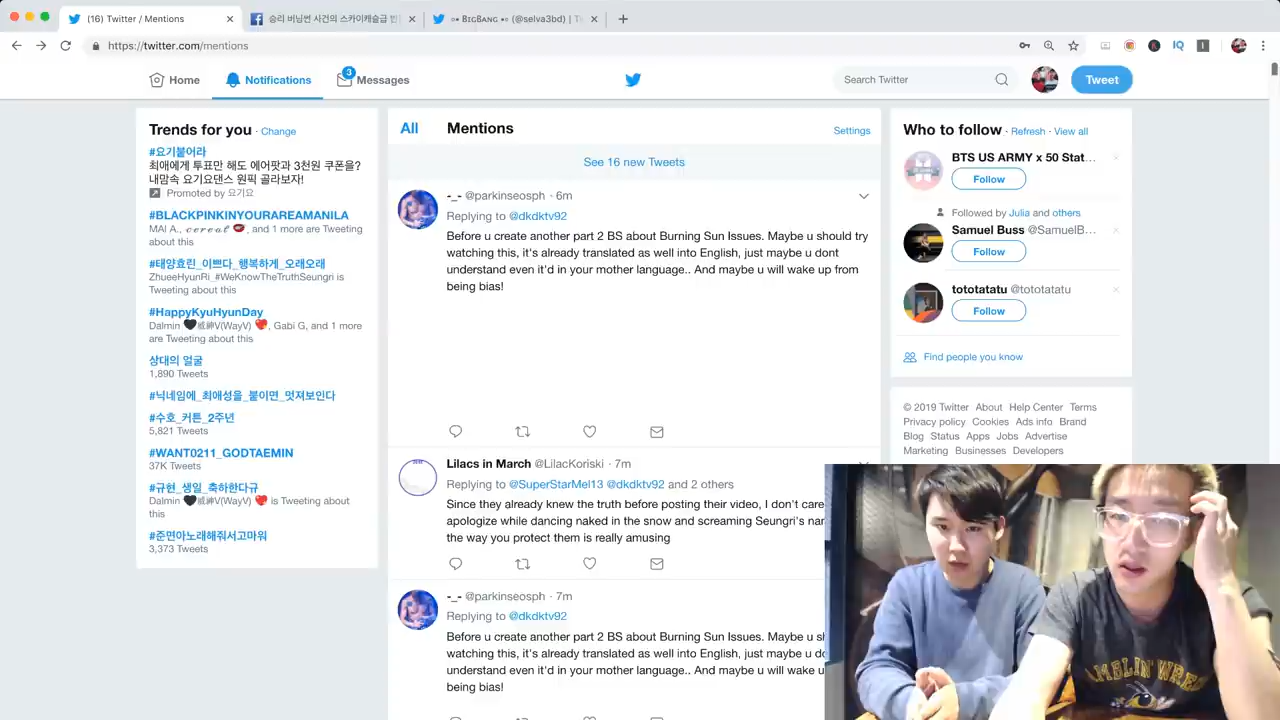 (16) Twitter / Mentions
승리 버닝썬 사건의 스카이캐슬급 반
•• BɪɢBᴀɴɢ •• (@selva3bd) | T
https://twitter.com/mentions
IQ
Home
Notifications
3
Messages
Search Twitter
Tweet
Trends for you · Change
#요기불어라
최애에게 투표만 해도 에어팟과 3천원 쿠폰을?
내맘속 요기요댄스 원픽 골라보자!
Promoted by 요기요
#BLACKPINKINYOURAREAMANILA
MAI A., 𝓬𝓮𝓻𝓮𝓪𝓵 💋, and 1 more are Tweeting
about this
#태양효린_이쁘다_행복하게_오래오래
ZhueeHyunRi_#WeKnowTheTruthSeungri is
Tweeting about this
#HappyKyuHyunDay
Dalmin 🖤威神V(WayV) 💘, Gabi G, and 1 more
are Tweeting about this
상대의 얼굴
1,890 Tweets
#닉네임에_최애성을_붙이면_멋져보인다
#수호_커튼_2주년
5,821 Tweets
#WANT0211_GODTAEMIN
37K Tweets
#규현_생일_축하한다규
Dalmin 🖤威神V(WayV) 💘 is Tweeting about
this
#준면아노래해줘서고마워
3,373 Tweets
All
Mentions
Settings
See 16 new Tweets
-_- @parkinseosph · 6m
Replying to @dkdktv92
Before u create another part 2 BS about Burning Sun Issues. Maybe u should try
watching this, it's already translated as well into English, just maybe u dont
understand even it'd in your mother language.. And maybe u will wake up from
being bias!
Lilacs in March @LilacKoriski · 7m
Replying to @SuperStarMel13 @dkdktv92 and 2 others
Since they already knew the truth before posting their video, I don't care
apologize while dancing naked in the snow and screaming Seungri's nar
the way you protect them is really amusing
-_- @parkinseosph · 7m
Replying to @dkdktv92
Before u create another part 2 BS about Burning Sun Issues. Maybe u sh
watching this, it's already translated as well into English, just maybe u do
understand even it'd in your mother language.. And maybe u will wake u
being bias!
Who to follow · Refresh · View all
BTS US ARMY x 50 Stat...
Follow
Followed by Julia and others
Samuel Buss @SamuelB...
Follow
tototatatu @tototatatu
Follow
Find people you know
© 2019 Twitter About Help Center Terms
Privacy policy Cookies Ads info Brand
Blog Status Apps Jobs Advertise
Marketing Businesses Developers
AMBLIN' WRE